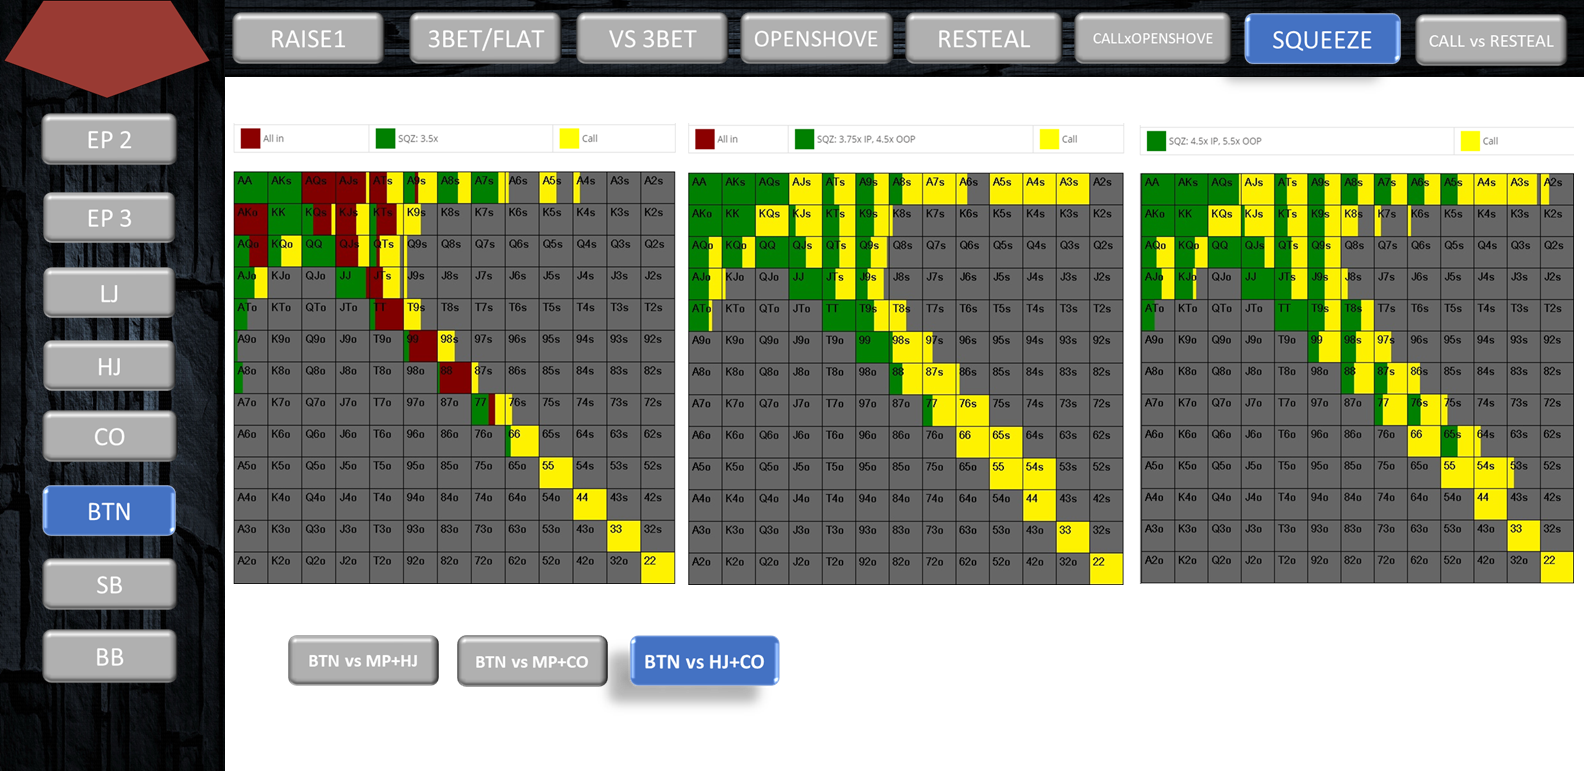 RAISE1 3BET/FLAT VS 3BET OPENSHOVE RESTEAL CALLxOPENSHOVE SQUEEZE CALL vs RESTEAL
EP 2
EP 3
LJ
HJ
CO
BTN
SB
BB
All in SQZ: 3.5x Call
AA AKs AQs AJs ATs A9s A8s A7s A6s A5s A4s A3s A2s
AKo KK KQs KJs KTs K9s K8s K7s K6s K5s K4s K3s K2s
AQo KQo QQ QJs QTs Q9s Q8s Q7s Q6s Q5s Q4s Q3s Q2s
AJo KJo QJo JJ JTs J9s J8s J7s J6s J5s J4s J3s J2s
ATo KTo QTo JTo TT T9s T8s T7s T6s T5s T4s T3s T2s
A9o K9o Q9o J9o T9o 99 98s 97s 96s 95s 94s 93s 92s
A8o K8o Q8o J8o T8o 98o 88 87s 86s 85s 84s 83s 82s
A7o K7o Q7o J7o T7o 97o 87o 77 76s 75s 74s 73s 72s
A6o K6o Q6o J6o T6o 96o 86o 76o 66 65s 64s 63s 62s
A5o K5o Q5o J5o T5o 95o 85o 75o 65o 55 54s 53s 52s
A4o K4o Q4o J4o T4o 94o 84o 74o 64o 54o 44 43s 42s
A3o K3o Q3o J3o T3o 93o 83o 73o 63o 53o 43o 33 32s
A2o K2o Q2o J2o T2o 92o 82o 72o 62o 52o 42o 32o 22
All in SQZ: 3.75x IP, 4.5x OOP Call
AA AKs AQs AJs ATs A9s A8s A7s A6s A5s A4s A3s A2s
AKo KK KQs KJs KTs K9s K8s K7s K6s K5s K4s K3s K2s
AQo KQo QQ QJs QTs Q9s Q8s Q7s Q6s Q5s Q4s Q3s Q2s
AJo KJo QJo JJ JTs J9s J8s J7s J6s J5s J4s J3s J2s
ATo KTo QTo JTo TT T9s T8s T7s T6s T5s T4s T3s T2s
A9o K9o Q9o J9o T9o 99 98s 97s 96s 95s 94s 93s 92s
A8o K8o Q8o J8o T8o 98o 88 87s 86s 85s 84s 83s 82s
A7o K7o Q7o J7o T7o 97o 87o 77 76s 75s 74s 73s 72s
A6o K6o Q6o J6o T6o 96o 86o 76o 66 65s 64s 63s 62s
A5o K5o Q5o J5o T5o 95o 85o 75o 65o 55 54s 53s 52s
A4o K4o Q4o J4o T4o 94o 84o 74o 64o 54o 44 43s 42s
A3o K3o Q3o J3o T3o 93o 83o 73o 63o 53o 43o 33 32s
A2o K2o Q2o J2o T2o 92o 82o 72o 62o 52o 42o 32o 22
SQZ: 4.5x IP, 5.5x OOP Call
AA AKs AQs AJs ATs A9s A8s A7s A6s A5s A4s A3s A2s
AKo KK KQs KJs KTs K9s K8s K7s K6s K5s K4s K3s K2s
AQo KQo QQ QJs QTs Q9s Q8s Q7s Q6s Q5s Q4s Q3s Q2s
AJo KJo QJo JJ JTs J9s J8s J7s J6s J5s J4s J3s J2s
ATo KTo QTo JTo TT T9s T8s T7s T6s T5s T4s T3s T2s
A9o K9o Q9o J9o T9o 99 98s 97s 96s 95s 94s 93s 92s
A8o K8o Q8o J8o T8o 98o 88 87s 86s 85s 84s 83s 82s
A7o K7o Q7o J7o T7o 97o 87o 77 76s 75s 74s 73s 72s
A6o K6o Q6o J6o T6o 96o 86o 76o 66 65s 64s 63s 62s
A5o K5o Q5o J5o T5o 95o 85o 75o 65o 55 54s 53s 52s
A4o K4o Q4o J4o T4o 94o 84o 74o 64o 54o 44 43s 42s
A3o K3o Q3o J3o T3o 93o 83o 73o 63o 53o 43o 33 32s
A2o K2o Q2o J2o T2o 92o 82o 72o 62o 52o 42o 32o 22
BTN vs MP+HJ BTN vs MP+CO BTN vs HJ+CO